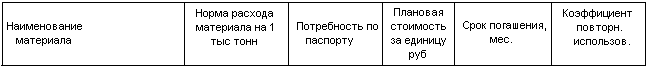 Наименование
материала
Норма расхода
материала на 1
тыс тонн
Потребность по
паспорту
Плановая
стоимость
за единицу
руб
Срок погашения,
мес.
Коэффициент
повторн.
использов.